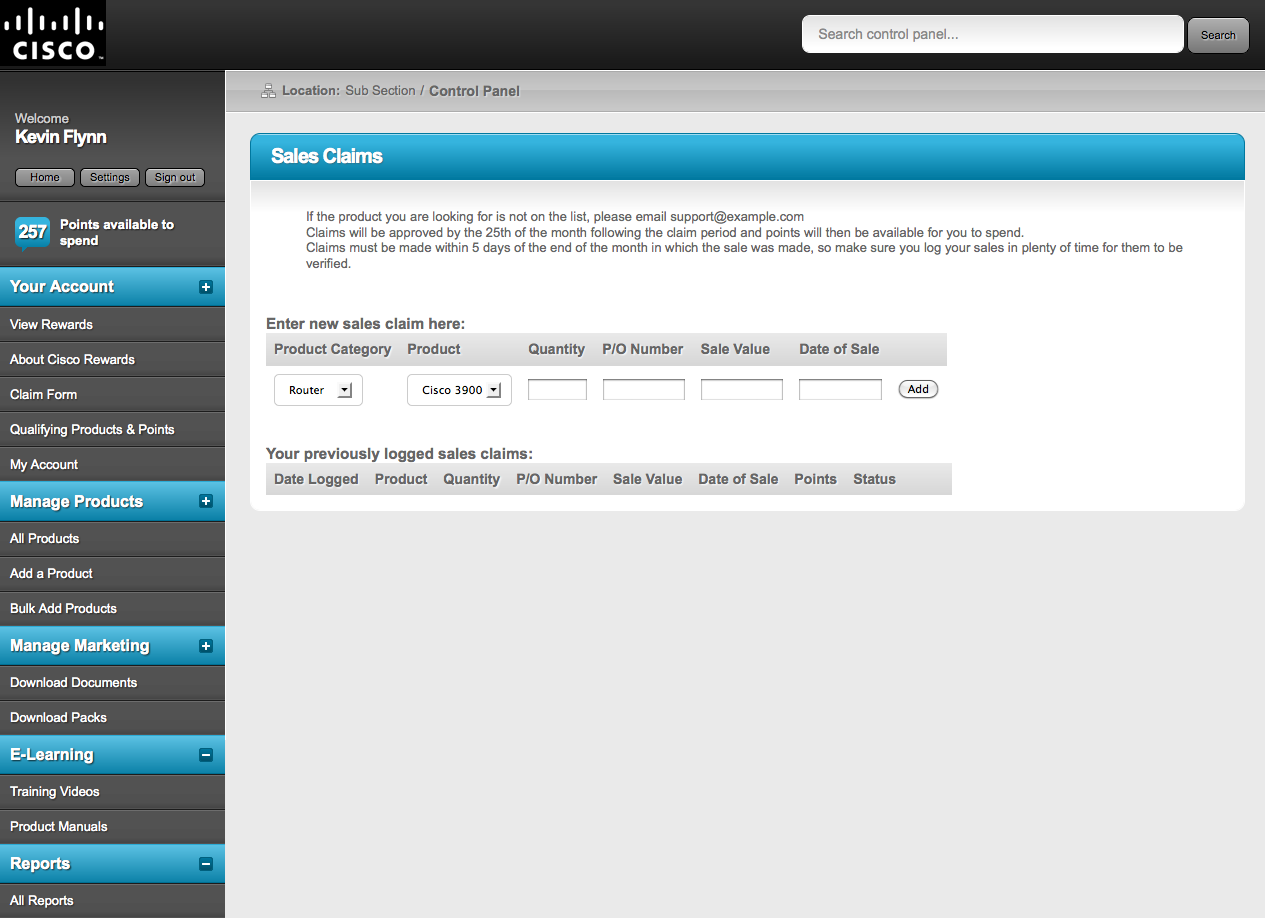 CISCO
Search control panel...
Search
Location: Sub Section / Control Panel
Welcome
Kevin Flynn
Home
Settings
Sign out
257
Points available to
spend
Your Account
View Rewards
About Cisco Rewards
Claim Form
Qualifying Products & Points
My Account
Manage Products
All Products
Add a Product
Bulk Add Products
Manage Marketing
Download Documents
Download Packs
E-Learning
Training Videos
Product Manuals
Reports
All Reports
Sales Claims
If the product you are looking for is not on the list, please email support@example.com
Claims will be approved by the 25th of the month following the claim period and points will then be available for you to spend.
Claims must be made within 5 days of the end of the month in which the sale was made, so make sure you log your sales in plenty of time for them to be
verified.
Enter new sales claim here:
Product Category Product Quantity P/O Number Sale Value Date of Sale
Router Cisco 3900 Add
Your previously logged sales claims:
Date Logged Product Quantity P/O Number Sale Value Date of Sale Points Status